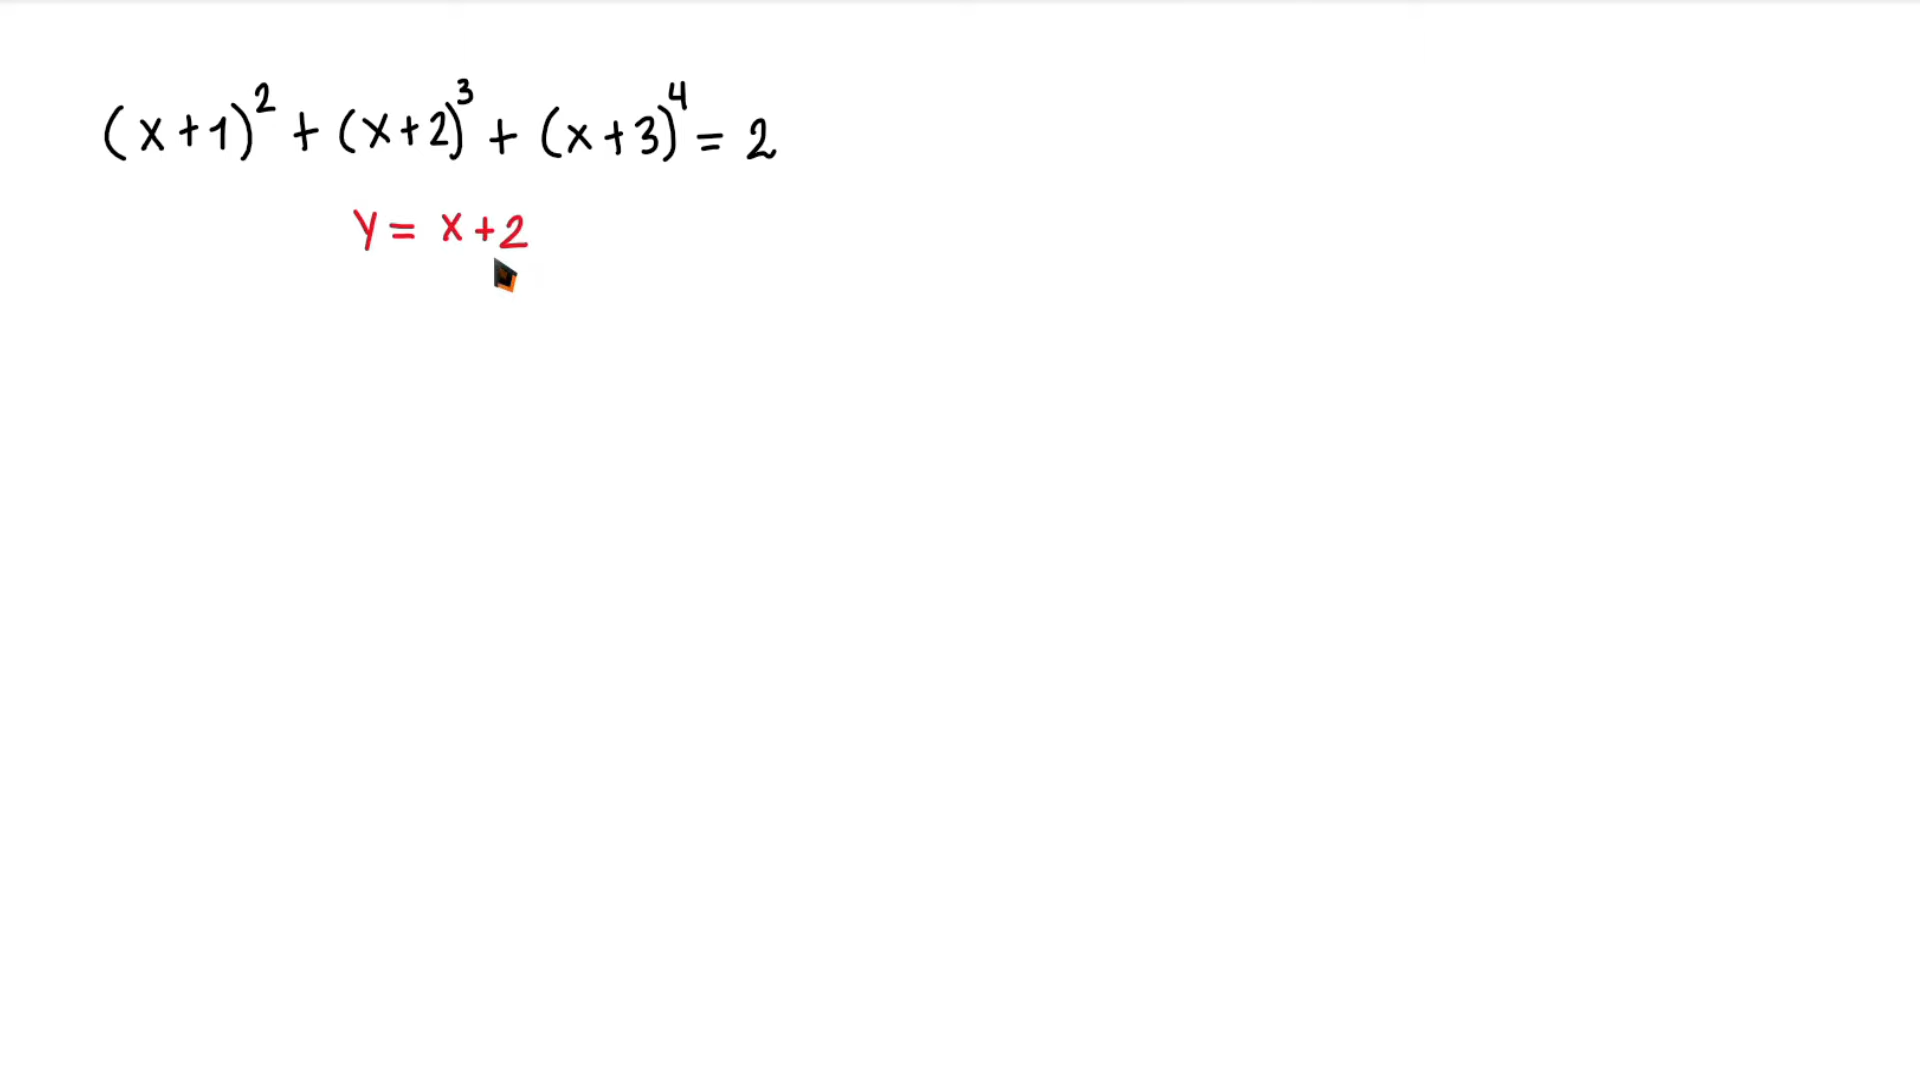 (x+1)² + (x+2)³ + (x+3)⁴ = 2
y = x+2